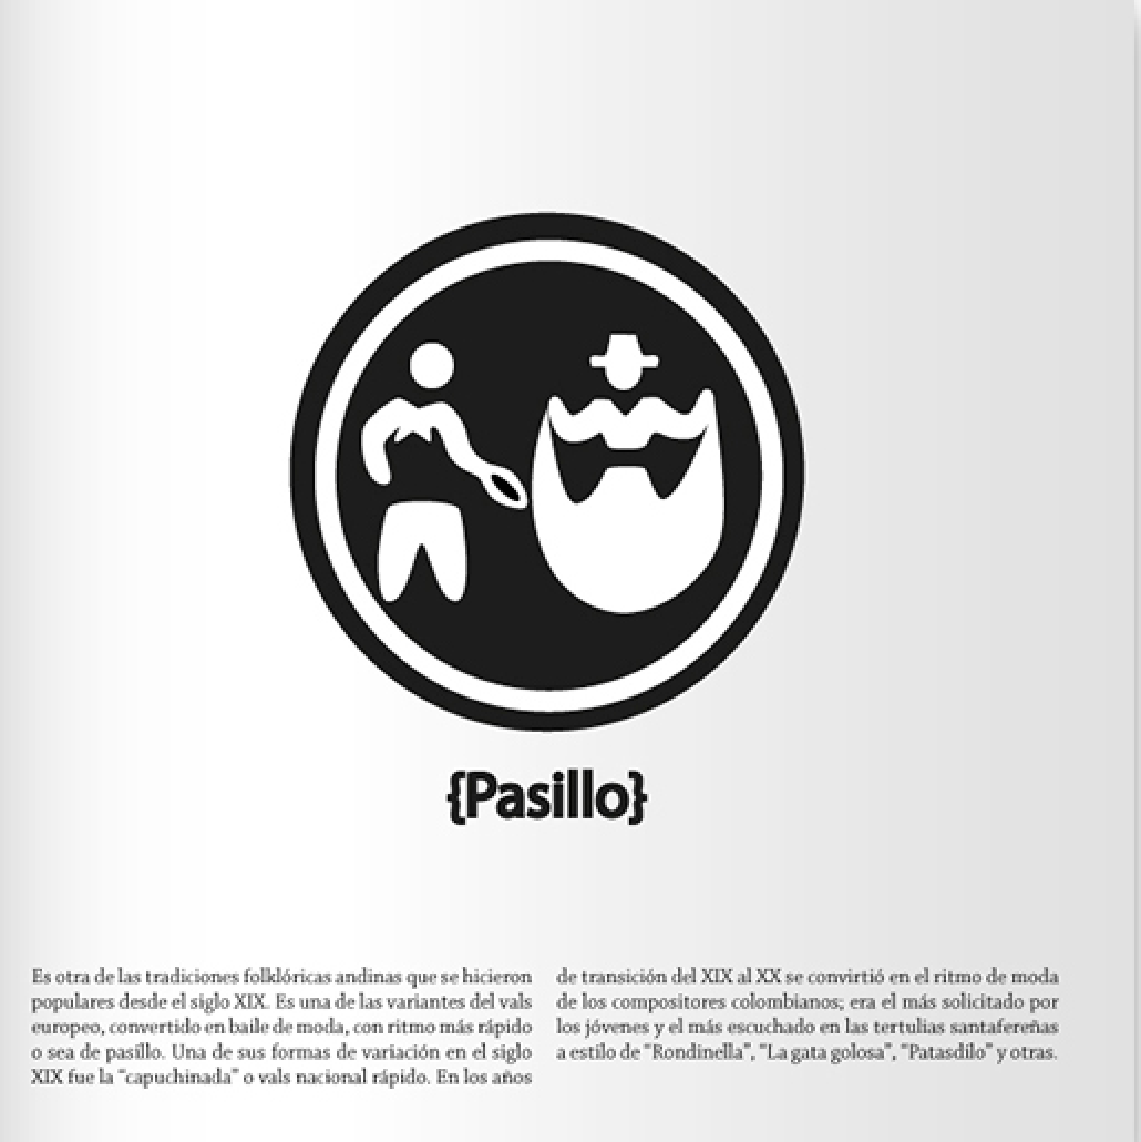 {Pasillo}
Es otra de las tradiciones folklóricas andinas que se hicieron
populares desde el siglo XIX. Es una de las variantes del vals
europeo, convertido en baile de moda, con ritmo más rápido
o sea de pasillo. Una de sus formas de variación en el siglo
XIX fue la "capuchinada" o vals nacional rápido. En los años
de transición del XIX al XX se convirtió en el ritmo de moda
de los compositores colombianos; era el más solicitado por
los jóvenes y el más escuchado en las tertulias santafereñas
a estilo de "Rondinella", "La gata golosa", "Patasdilo" y otras.